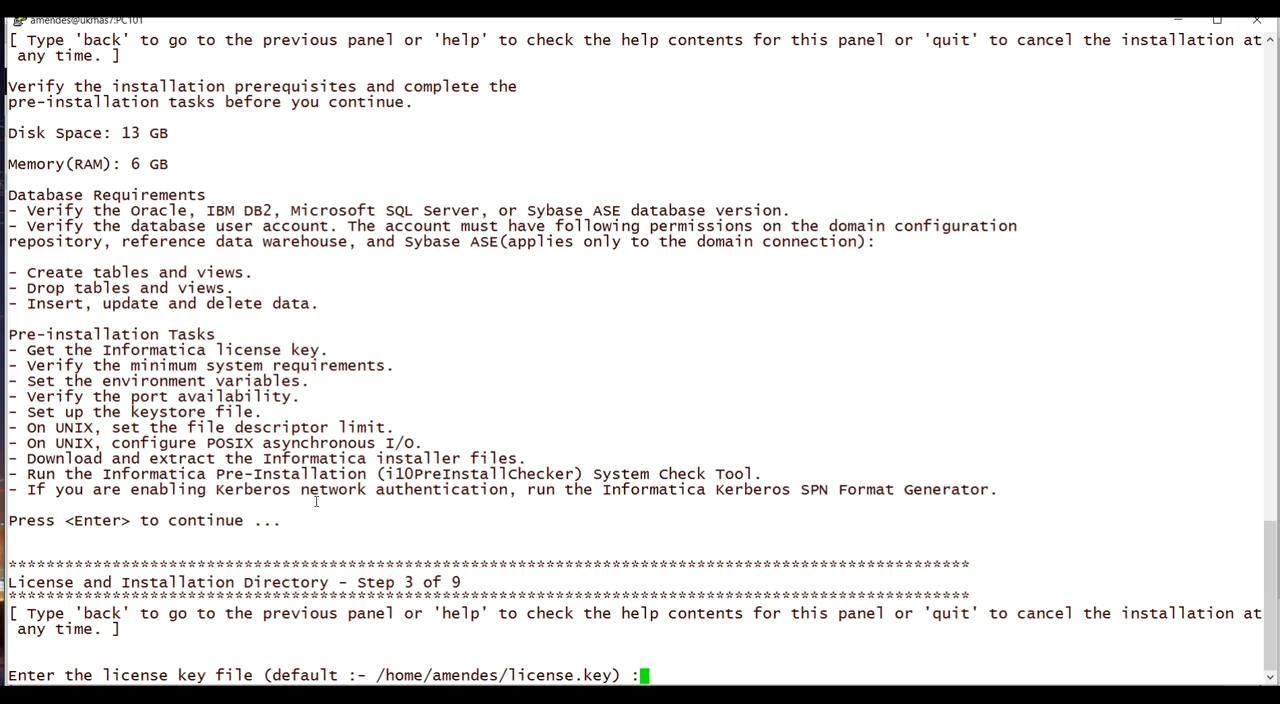 amendes@ukrhas7:PC101
[ Type 'back' to go to the previous panel or 'help' to check the help contents for this panel or 'quit' to cancel the installation at
any time. ]
Verify the installation prerequisites and complete the
pre-installation tasks before you continue.
Disk Space: 13 GB
Memory(RAM): 6 GB
Database Requirements
- Verify the Oracle, IBM DB2, Microsoft SQL Server, or Sybase ASE database version.
- Verify the database user account. The account must have following permissions on the domain configuration
repository, reference data warehouse, and Sybase ASE(applies only to the domain connection):
- Create tables and views.
- Drop tables and views.
- Insert, update and delete data.
Pre-installation Tasks
- Get the Informatica license key.
- Verify the minimum system requirements.
- Set the environment variables.
- Verify the port availability.
- Set up the keystore file.
- On UNIX, set the file descriptor limit.
- On UNIX, configure POSIX asynchronous I/O.
- Download and extract the Informatica installer files.
- Run the Informatica Pre-Installation (i10PreInstallChecker) System Check Tool.
- If you are enabling Kerberos network authentication, run the Informatica Kerberos SPN Format Generator.
Press <Enter> to continue ...
******************************************************************************************************
License and Installation Directory - Step 3 of 9
******************************************************************************************************
[ Type 'back' to go to the previous panel or 'help' to check the help contents for this panel or 'quit' to cancel the installation at
any time. ]
Enter the license key file (default :- /home/amendes/license.key) :